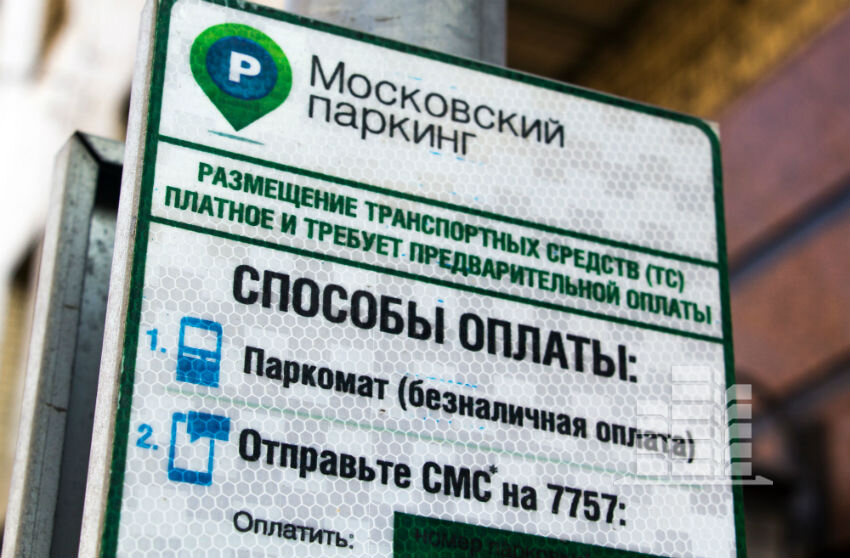 P
Московский
паркинг
РАЗМЕЩЕНИЕ ТРАНСПОРТНЫХ СРЕДСТВ (ТС)
ПЛАТНОЕ И ТРЕБУЕТ ПРЕДВАРИТЕЛЬНОЙ ОПЛАТЫ
СПОСОБЫ ОПЛАТЫ:
1. Паркомат (безналичная оплата)
2. Отправьте СМС* на 7757:
Оплатить: номер